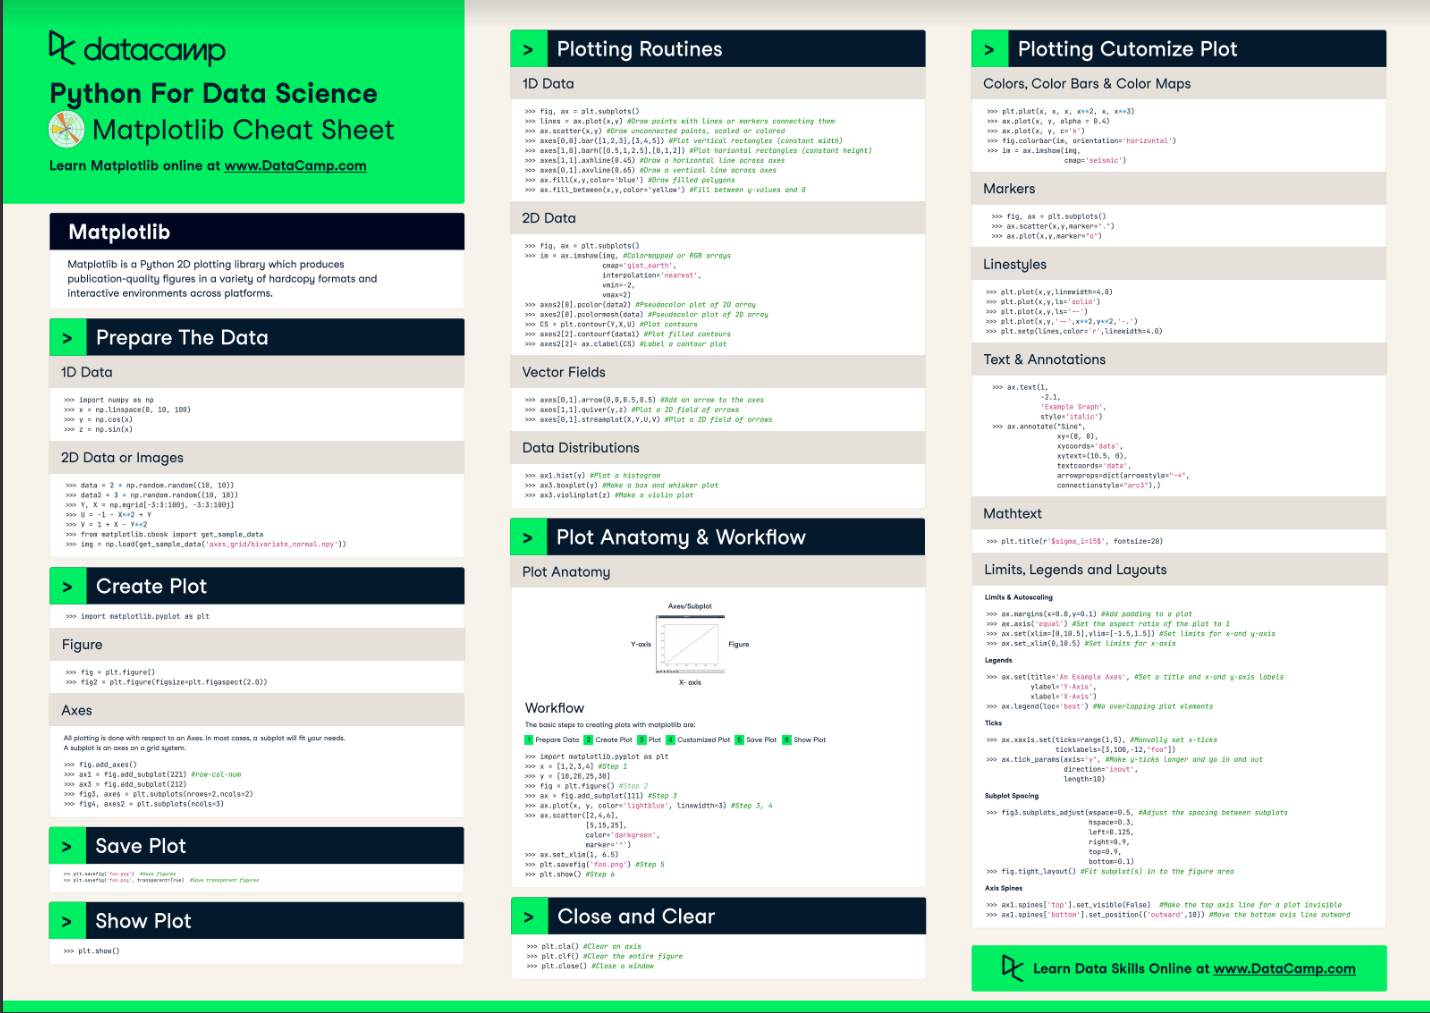 datacamp
Python For Data Science
Matplotlib Cheat Sheet
Learn Matplotlib online at www.DataCamp.com
Matplotlib
Matplotlib is a Python 2D plotting library which produces
publication-quality figures in a variety of hardcopy formats and
interactive environments across platforms.
> Prepare The Data
1D Data
>>> import numpy as np
>>> x = np.linspace(0, 10, 100)
>>> y = np.cos(x)
>>> z = np.sin(x)
2D Data or Images
>>> data = 2 * np.random.random((10, 10))
>>> data2 = 3 * np.random.random((10, 10))
>>> Y, X = np.mgrid[-3:3:100j, -3:3:100j]
>>> U = -1 - X**2 + Y
>>> V = 1 + X - Y**2
>>> from matplotlib.cbook import get_sample_data
>>> img = np.load(get_sample_data('axes_grid/bivariate_normal.npy'))
> Create Plot
>>> import matplotlib.pyplot as plt
Figure
>>> fig = plt.figure()
>>> fig2 = plt.figure(figsize=plt.figaspect(2.0))
Axes
All plotting is done with respect to an Axes. In most cases, a subplot will fit your needs.
A subplot is an axes on a grid system.
>>> fig.add_axes()
>>> ax1 = fig.add_subplot(221) #row-col-num
>>> ax3 = fig.add_subplot(212)
>>> fig3, axes = plt.subplots(nrows=2,ncols=2)
>>> fig4, axes2 = plt.subplots(ncols=3)
> Save Plot
>>> plt.savefig('foo.png') #Save figures
>>> plt.savefig('foo.png', transparent=True) #Save transparent figures
> Show Plot
>>> plt.show()
> Plotting Routines
1D Data
>>> fig, ax = plt.subplots()
>>> lines = ax.plot(x,y) #Draw points with lines or markers connecting them
>>> ax.scatter(x,y) #Draw unconnected points, scaled or colored
>>> axes[0,0].bar([1,2,3],[3,4,5]) #Plot vertical rectangles (constant width)
>>> axes[1,0].barh([0.5,1,2.5],[0,1,2]) #Plot horiontal rectangles (constant height)
>>> axes[1,1].axhline(0.45) #Draw a horizontal line across axes
>>> axes[0,1].axvline(0.65) #Draw a vertical line across axes
>>> ax.fill(x,y,color='blue') #Draw filled polygons
>>> ax.fill_between(x,y,color='yellow') #Fill between y-values and 0
2D Data
>>> fig, ax = plt.subplots()
>>> im = ax.imshow(img, #Colormapped or RGB arrays
cmap='gist_earth',
interpolation='nearest',
vmin=-2,
vmax=2)
>>> axes2[0].pcolor(data2) #Pseudocolor plot of 2D array
>>> axes2[0].pcolormesh(data) #Pseudocolor plot of 2D array
>>> CS = plt.contour(Y,X,U) #Plot contours
>>> axes2[2].contourf(data1) #Plot filled contours
>>> axes2[2]= ax.clabel(CS) #Label a contour plot
Vector Fields
>>> axes[0,1].arrow(0,0,0.5,0.5) #Add an arrow to the axes
>>> axes[1,1].quiver(y,z) #Plot a 2D field of arrows
>>> axes[0,1].streamplot(X,Y,U,V) #Plot a 2D field of arrows
Data Distributions
>>> ax1.hist(y) #Plot a histogram
>>> ax3.boxplot(y) #Make a box and whisker plot
>>> ax3.violinplot(z) #Make a violin plot
> Plot Anatomy & Workflow
Plot Anatomy
Axes/Subplot
Y-axis
Figure
X- axis
Workflow
The basic steps to creating plots with matplotlib are:
1 Prepare Data 2 Create Plot 3 Plot 4 Customized Plot 5 Save Plot 6 Show Plot
>>> import matplotlib.pyplot as plt
>>> x = [1,2,3,4] #Step 1
>>> y = [10,20,25,30]
>>> fig = plt.figure() #Step 2
>>> ax = fig.add_subplot(111) #Step 3
>>> ax.plot(x, y, color='lightblue', linewidth=3) #Step 3, 4
>>> ax.scatter([2,4,6],
[5,15,25],
color='darkgreen',
marker='^')
>>> ax.set_xlim(1, 6.5)
>>> plt.savefig('foo.png') #Step 5
>>> plt.show() #Step 6
> Close and Clear
>>> plt.cla() #Clear an axis
>>> plt.clf() #Clear the entire figure
>>> plt.close() #Close a window
> Plotting Cutomize Plot
Colors, Color Bars & Color Maps
>>> plt.plot(x, x, x, x**2, x, x**3)
>>> ax.plot(x, y, alpha = 0.4)
>>> ax.plot(x, y, c='k')
>>> fig.colorbar(im, orientation='horizontal')
>>> im = ax.imshow(img,
cmap='seismic')
Markers
>>> fig, ax = plt.subplots()
>>> ax.scatter(x,y,marker=".")
>>> ax.plot(x,y,marker="o")
Linestyles
>>> plt.plot(x,y,linewidth=4.0)
>>> plt.plot(x,y,ls='solid')
>>> plt.plot(x,y,ls='--')
>>> plt.plot(x,y,'--',x**2,y**2,'-.')
>>> plt.setp(lines,color='r',linewidth=4.0)
Text & Annotations
>>> ax.text(1,
-2.1,
'Example Graph',
style='italic')
>>> ax.annotate("Sine",
xy=(8, 0),
xycoords='data',
xytext=(10.5, 0),
textcoords='data',
arrowprops=dict(arrowstyle="->",
connectionstyle="arc3"),)
Mathtext
>>> plt.title(r'$sigma_i=15$', fontsize=20)
Limits, Legends and Layouts
Limits & Autoscaling
>>> ax.margins(x=0.0,y=0.1) #Add padding to a plot
>>> ax.axis('equal') #Set the aspect ratio of the plot to 1
>>> ax.set(xlim=[0,10.5],ylim=[-1.5,1.5]) #Set limits for x-and y-axis
>>> ax.set_xlim(0,10.5) #Set limits for x-axis
Legends
>>> ax.set(title='An Example Axes', #Set a title and x-and y-axis labels
ylabel='Y-Axis',
xlabel='X-Axis')
>>> ax.legend(loc='best') #No overlapping plot elements
Ticks
>>> ax.xaxis.set(ticks=range(1,5), #Manually set x-ticks
ticklabels=[3,100,-12,"foo"])
>>> ax.tick_params(axis='y', #Make y-ticks longer and go in and out
direction='inout',
length=10)
Subplot Spacing
>>> fig3.subplots_adjust(wspace=0.5, #Adjust the spacing between subplots
hspace=0.3,
left=0.125,
right=0.9,
top=0.9,
bottom=0.1)
>>> fig.tight_layout() #Fit subplot(s) in to the figure area
Axis Spines
>>> ax1.spines['top'].set_visible(False) #Make the top axis line for a plot invisible
>>> ax1.spines['bottom'].set_position(('outward',10)) #Move the bottom axis line outward
Learn Data Skills Online at www.DataCamp.com